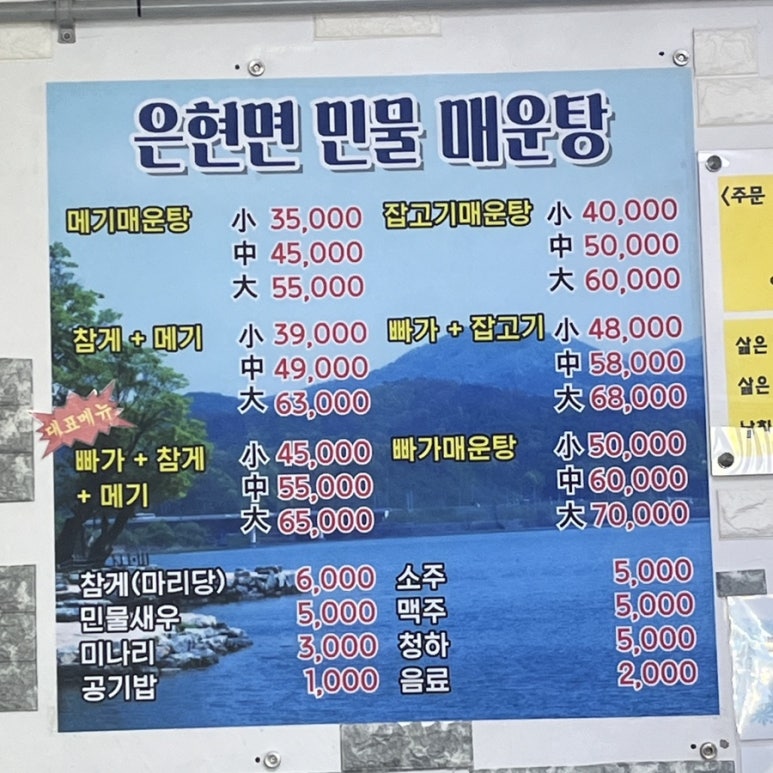 은현면 민물 매운탕
메기매운탕 小 35,000
中 45,000
大 55,000
잡고기매운탕 小 40,000
中 50,000
大 60,000
참게 + 메기 小 39,000
中 49,000
大 63,000
빠가 + 잡고기 小 48,000
中 58,000
大 68,000
대표메뉴
빠가 + 참게
+ 메기
小 45,000
中 55,000
大 65,000
빠가매운탕 小 50,000
中 60,000
大 70,000
참게(마리당) 6,000
민물새우 5,000
미나리 3,000
공기밥 1,000
소주 5,000
맥주 5,000
청하 5,000
음료 2,000
<주문
삶은
삶은